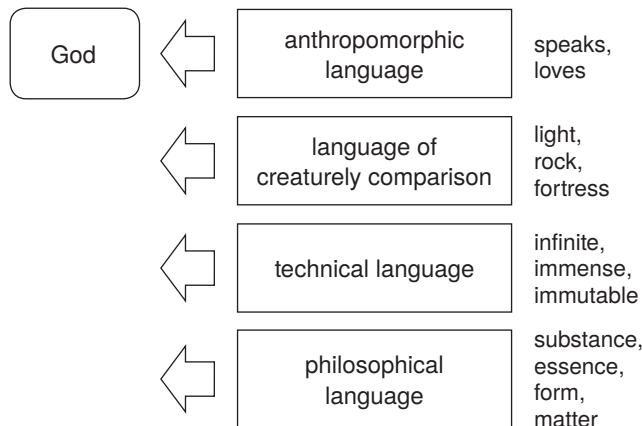 God
anthropomorphic
language
speaks,
loves
language of
creaturely comparison
light,
rock,
fortress
technical language
infinite,
immense,
immutable
philosophical
language
substance,
essence,
form,
matter